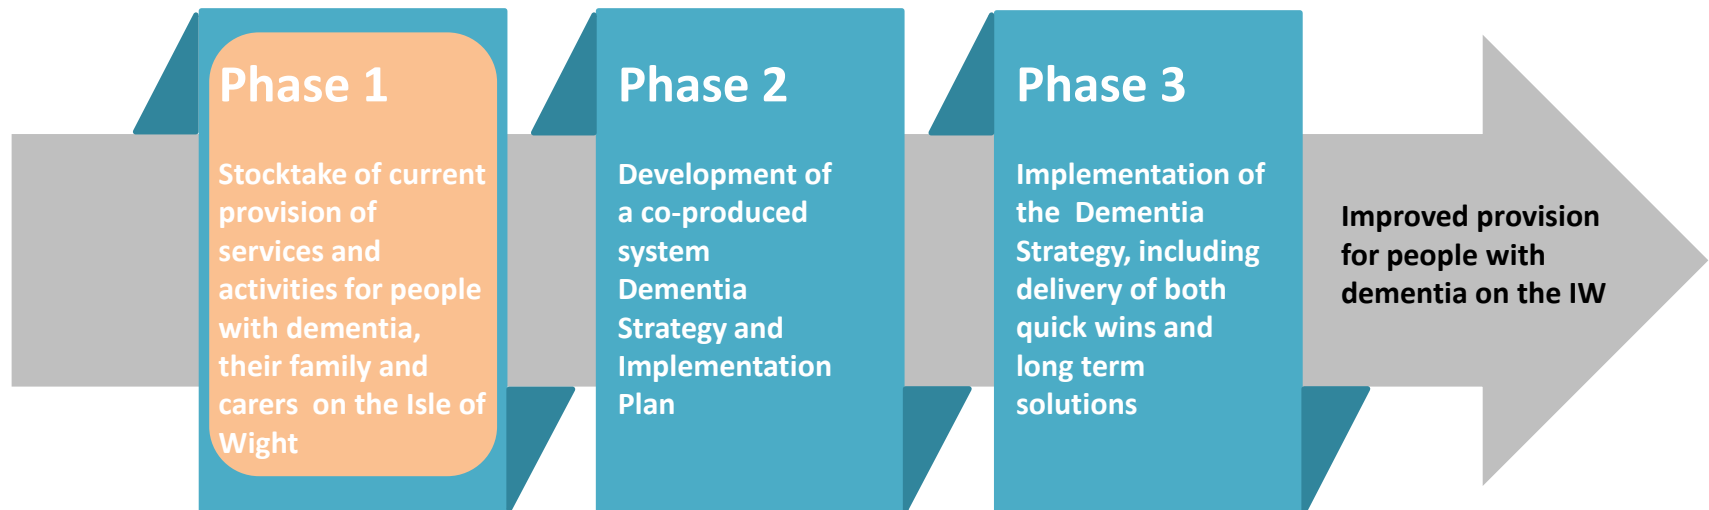 Phase 1
Stocktake of current
provision of
services and
activities for people
with dementia,
their family and
carers  on the Isle of
Wight
Phase 2
Development of
a co-produced
system
Dementia
Strategy and
Implementation
Plan
Phase 3
Implementation of
the  Dementia
Strategy, including
delivery of both
quick wins and
long term
solutions
Improved provision
for people with
dementia on the IW